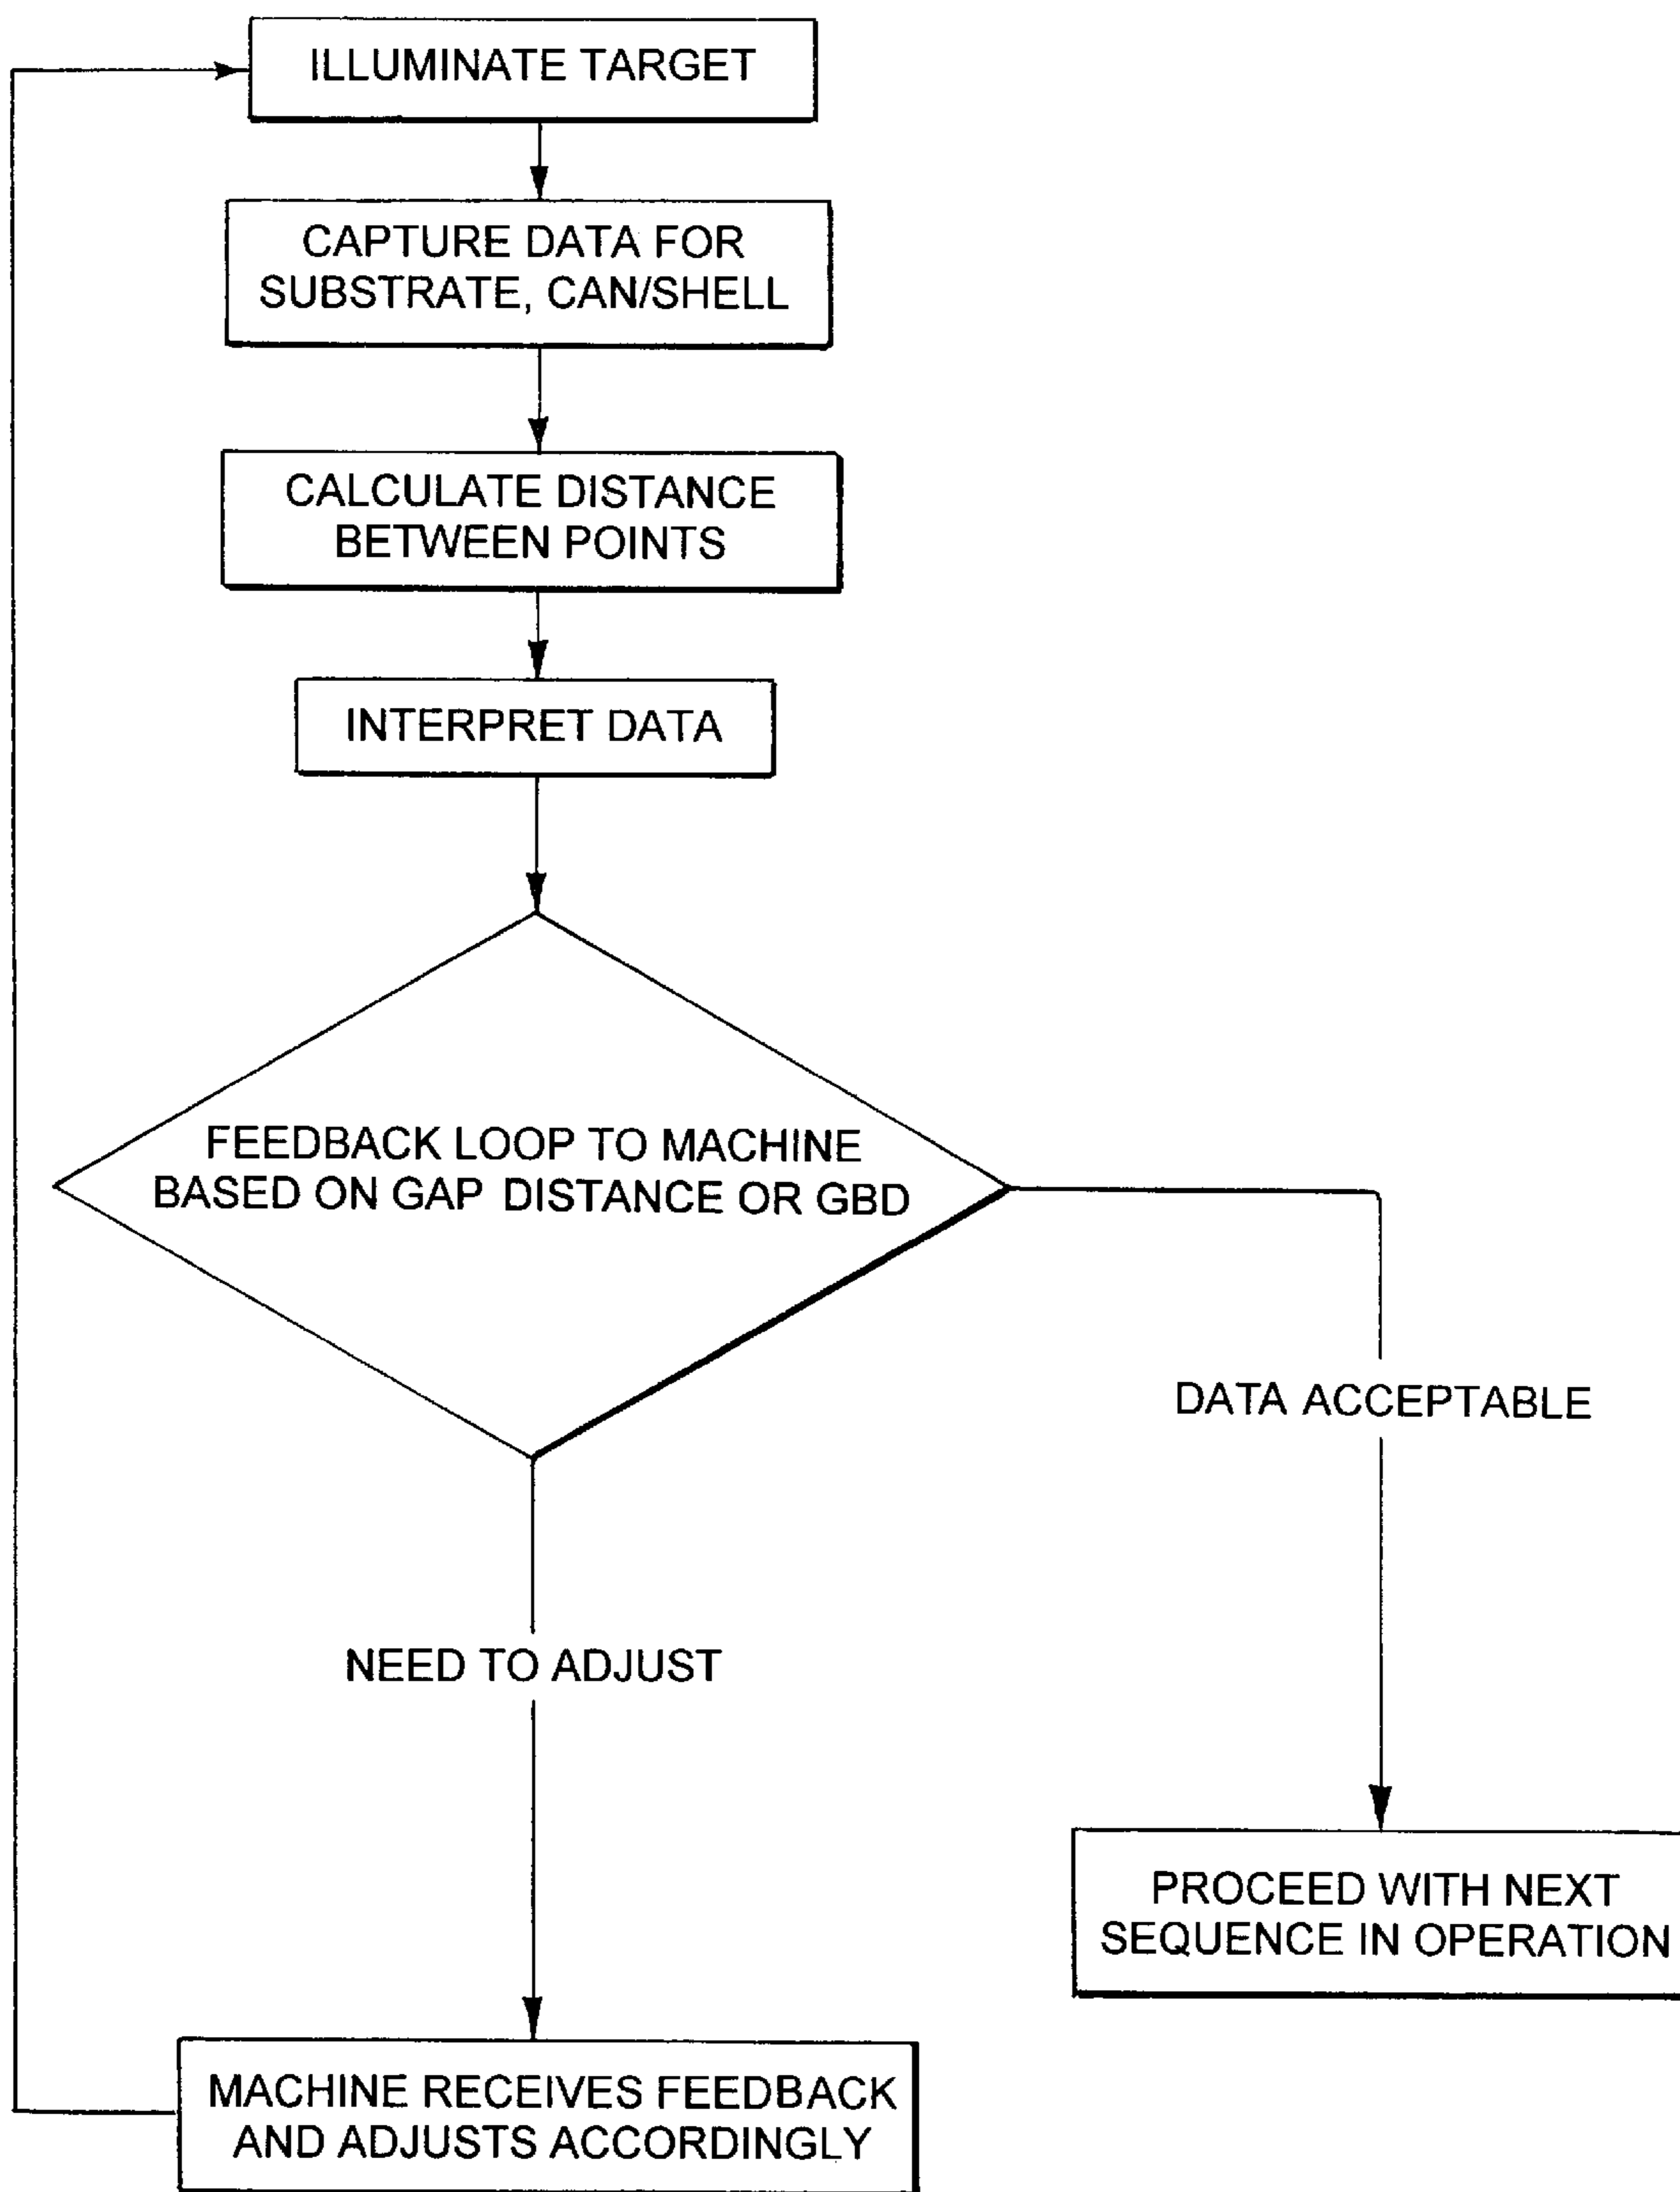 ILLUMINATE TARGET
CAPTURE DATA FOR
SUBSTRATE, CAN/SHELL
CALCULATE DISTANCE
BETWEEN POINTS
INTERPRET DATA
FEEDBACK LOOP TO MACHINE
BASED ON GAP DISTANCE OR GBD
DATA ACCEPTABLE
NEED TO ADJUST
PROCEED WITH NEXT
SEQUENCE IN OPERATION
MACHINE RECEIVES FEEDBACK
AND ADJUSTS ACCORDINGLY